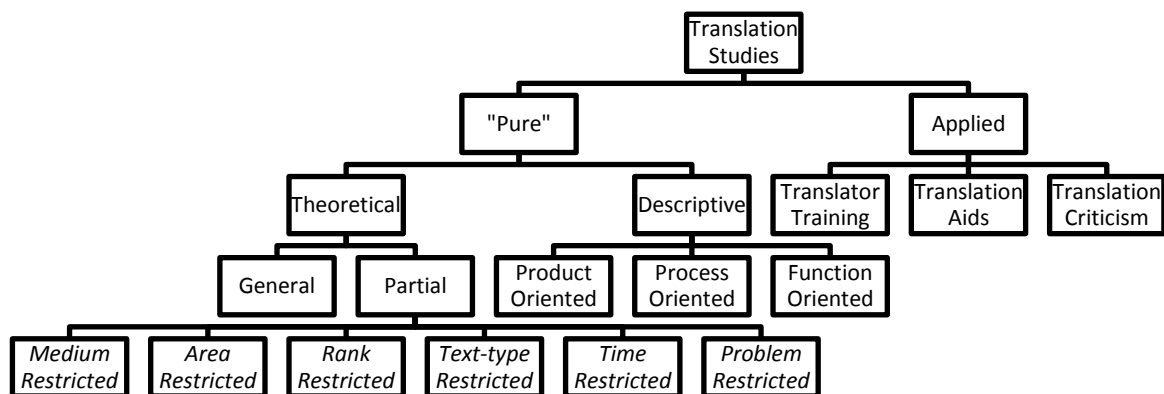 Translation
Studies
"Pure"
Applied
Theoretical
Descriptive
Translator
Training
Translation
Aids
Translation
Criticism
General
Partial
Product
Oriented
Process
Oriented
Function
Oriented
Medium
Restricted
Area
Restricted
Rank
Restricted
Text-type
Restricted
Time
Restricted
Problem
Restricted